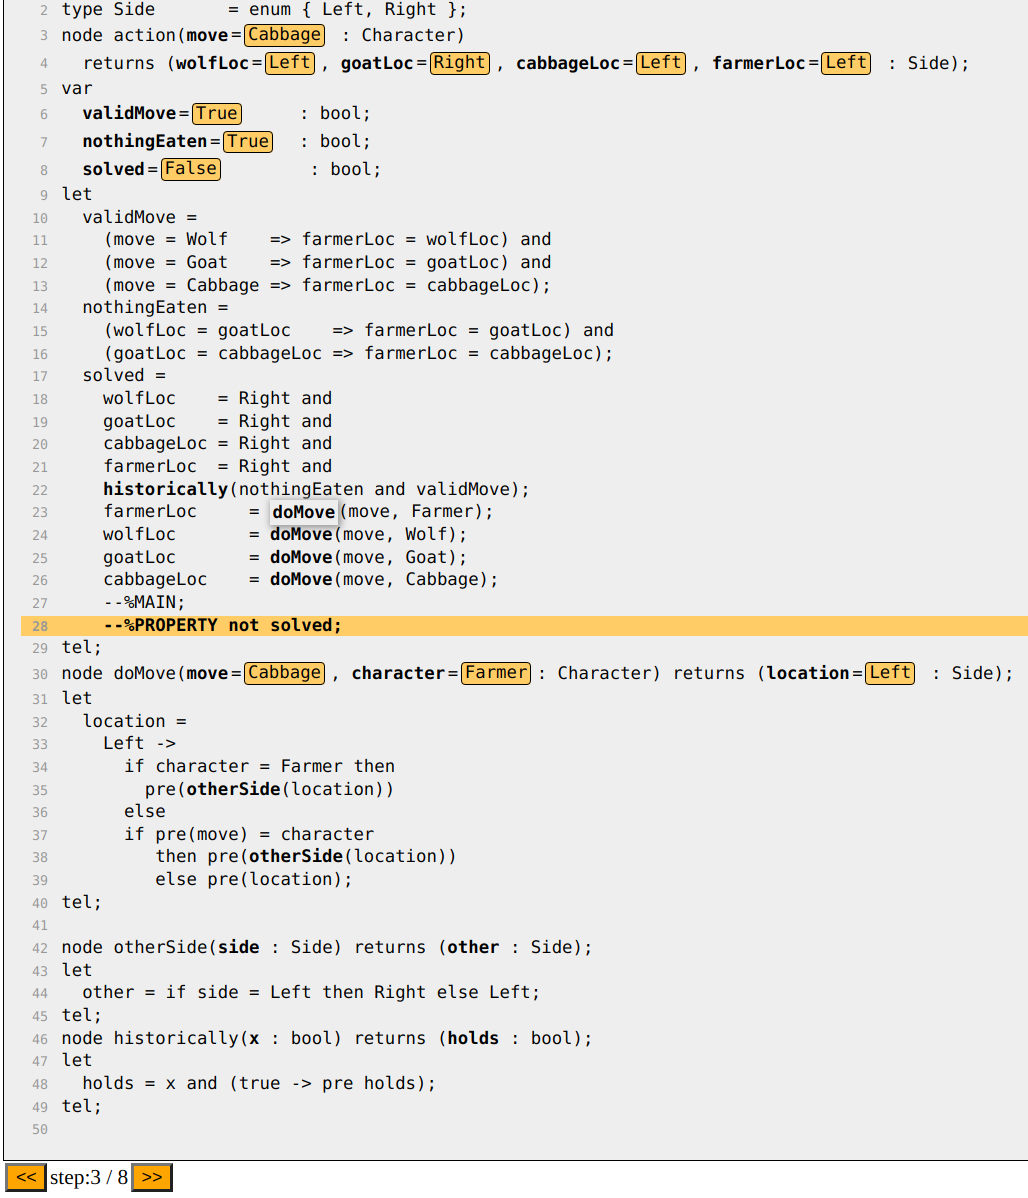 2 type Side       = enum { Left, Right };
3 node action(move=Cabbage : Character)
4   returns (wolfLoc=Left , goatLoc=Right , cabbageLoc=Left , farmerLoc=Left : Side);
5 var
6   validMove=True      : bool;
7   nothingEaten=True   : bool;
8   solved=False         : bool;
9 let
10   validMove =
11     (move = Wolf    => farmerLoc = wolfLoc) and
12     (move = Goat    => farmerLoc = goatLoc) and
13     (move = Cabbage => farmerLoc = cabbageLoc);
14   nothingEaten =
15     (wolfLoc = goatLoc    => farmerLoc = goatLoc) and
16     (goatLoc = cabbageLoc => farmerLoc = cabbageLoc);
17   solved =
18     wolfLoc    = Right and
19     goatLoc    = Right and
20     cabbageLoc = Right and
21     farmerLoc  = Right and
22     historically(nothingEaten and validMove);
23     farmerLoc     = doMove(move, Farmer);
24     wolfLoc       = doMove(move, Wolf);
25     goatLoc       = doMove(move, Goat);
26     cabbageLoc    = doMove(move, Cabbage);
27     --%MAIN;
28     --%PROPERTY not solved;
29 tel;
30 node doMove(move=Cabbage , character=Farmer : Character) returns (location=Left : Side);
31 let
32   location =
33     Left ->
34       if character = Farmer then
35         pre(otherSide(location))
36       else
37       if pre(move) = character
38          then pre(otherSide(location))
39          else pre(location);
40 tel;
41
42 node otherSide(side : Side) returns (other : Side);
43 let
44   other = if side = Left then Right else Left;
45 tel;
46 node historically(x : bool) returns (holds : bool);
47 let
48   holds = x and (true -> pre holds);
49 tel;
50
<< step:3 / 8 >>